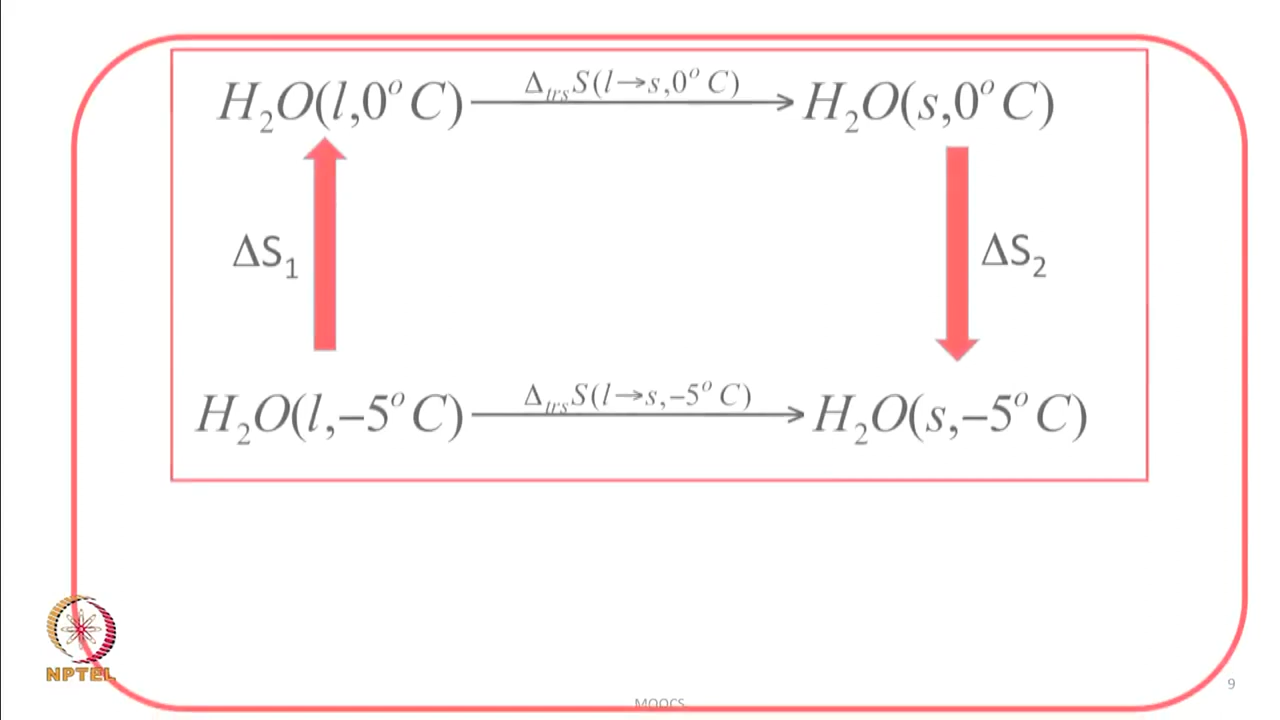 ΔₜᵣₛS(l→s,0°C)
H₂O(l,0°C) → H₂O(s,0°C)
ΔS₁ ΔS₂
ΔₜᵣₛS(l→s,−5°C)
H₂O(l,−5°C) → H₂O(s,−5°C)
NPTEL
9
MOOCS